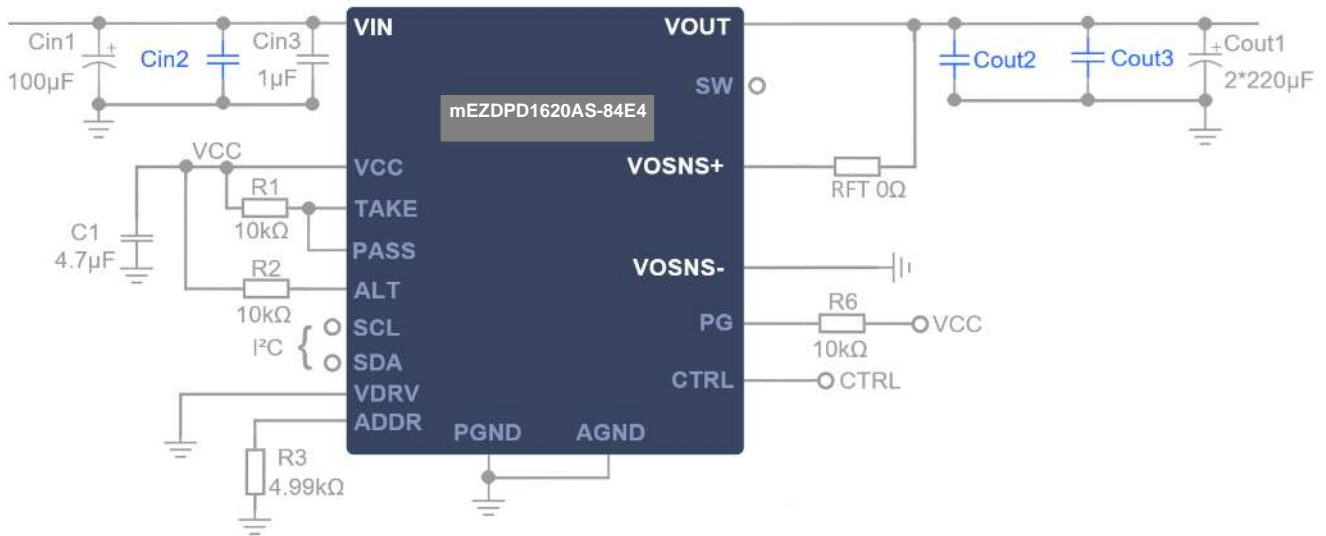 VIN
VOUT
Cin1
100µF
Cin2
Cin3
1µF
Cout2
Cout3
Cout1
2*220µF
SW
mEZDPD1620AS-84E4
VCC
VCC
VOSNS+
RFT 0Ω
R1
10kΩ
TAKE
C1
4.7µF
PASS
R2
10kΩ
ALT
VOSNS-
I²C {
SCL
SDA
PG
R6
10kΩ
VCC
VDRV
CTRL
CTRL
ADDR
PGND
AGND
R3
4.99kΩ
+
+